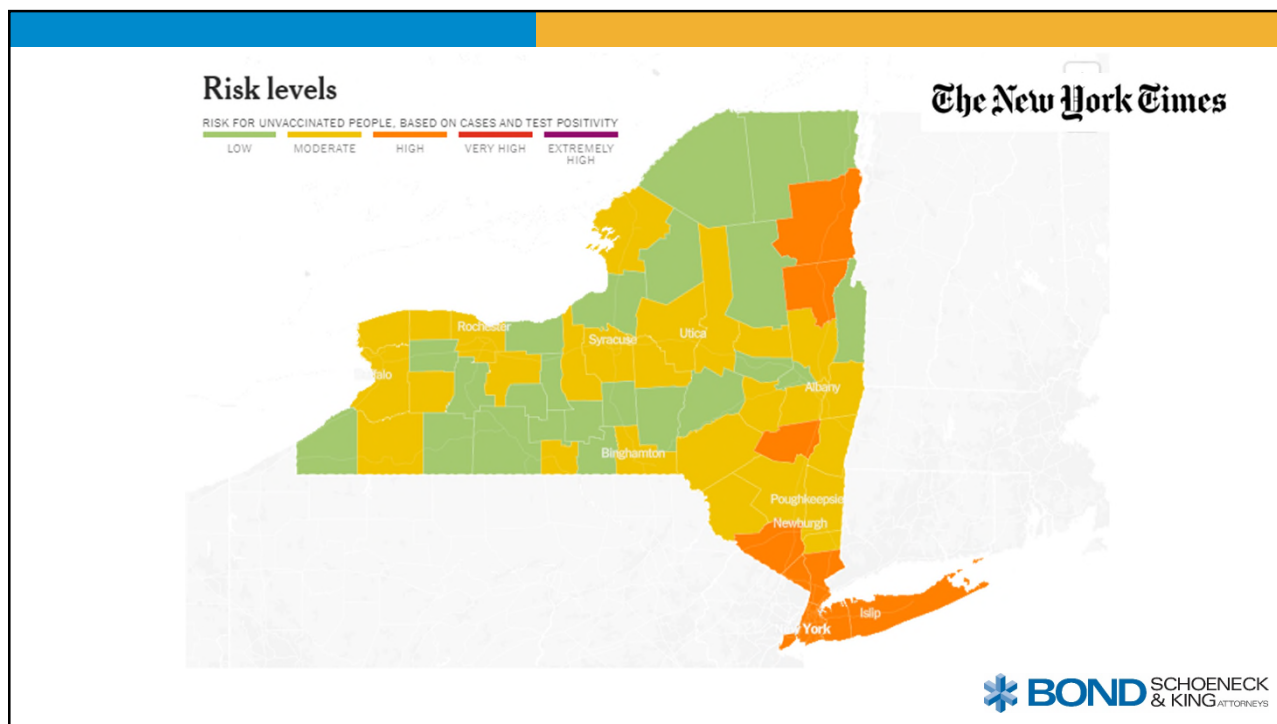 Risk levels
The New York Times
RISK FOR UNVACCINATED PEOPLE, BASED ON CASES AND TEST POSITIVITY
LOW MODERATE HIGH VERY HIGH EXTREMELY
HIGH
Rochester
Syracuse
Utica
falo
Albany
Binghamton
Poughkeepsie
Newburgh
Islip
York
BOND SCHOENECK
& KING ATTORNEYS